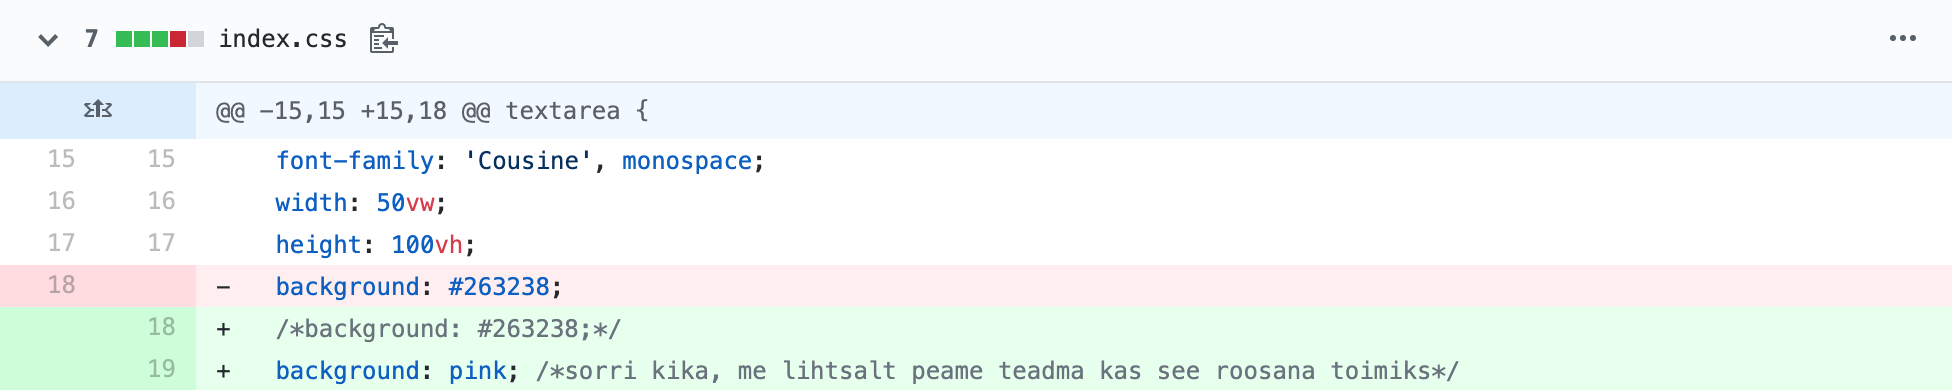 7 index.css
@@ -15,15 +15,18 @@ textarea {
15 15 font-family: 'Cousine', monospace;
16 16 width: 50vw;
17 17 height: 100vh;
18 - background: #263238;
18 + /*background: #263238;*/
19 + background: pink; /*sorri kika, me lihtsalt peame teadma kas see roosana toimiks*/